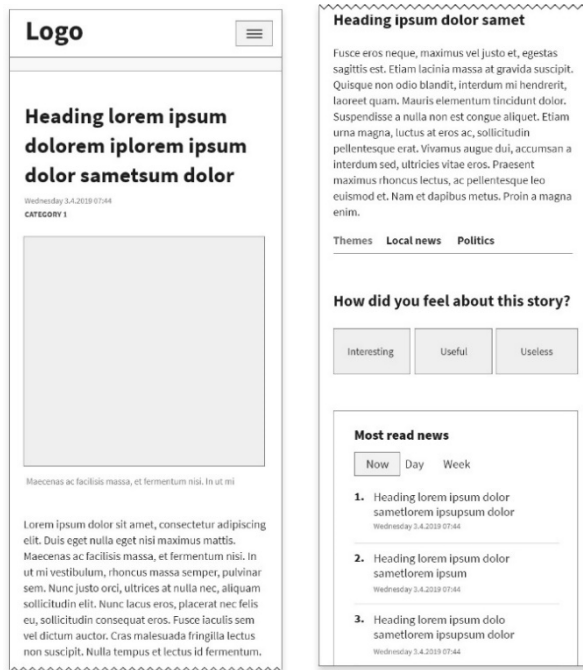 Logo
Heading lorem ipsum
dolorem iplorem ipsum
dolor sametsum dolor
Wednesday 3.4.2019 07:44
CATEGORY 1
Maecenas ac facilisis massa, et fermentum nisi. In ut mi
Lorem ipsum dolor sit amet, consectetur adipiscing
elit. Duis eget nulla eget nisi maximus mattis.
Maecenas ac facilisis massa, et fermentum nisi. In
ut mi vestibulum, rhoncus massa semper, pulvinar
sem. Nunc justo orci, ultrices at nulla nec, aliquam
sollicitudin elit. Nunc lacus eros, placerat nec felis
eu, sollicitudin consequat eros. Fusce iaculis sem
vel dictum auctor. Cras malesuada fringilla lectus
non suscipit. Nulla tempus et lectus id fermentum.
Heading ipsum dolor samet
Fusce eros neque, maximus vel justo et, egestas
sagittis est. Etiam lacinia massa at gravida suscipit.
Quisque non odio blandit, interdum mi hendrerit,
laoreet quam. Mauris elementum tincidunt dolor.
Suspendisse a nulla non est congue aliquet. Etiam
urna magna, luctus at eros ac, sollicitudin
pellentesque erat. Vivamus augue dui, accumsan a
interdum sed, ultricies vitae eros. Praesent
maximus rhoncus lectus, ac pellentesque leo
euismod et. Nam et dapibus metus. Proin a magna
enim.
Themes Local news Politics
How did you feel about this story?
Interesting Useful Useless
Most read news
Now Day Week
1. Heading lorem ipsum dolor
sametlorem ipsupsum dolor
Wednesday 3.4.2019 07:44
2. Heading lorem ipsum dolor
sametlorem ipsum
Wednesday 3.4.2019 07:44
3. Heading lorem ipsum dolo
sametlorem ipsupsum dolor
Wednesday 3.4.2019 07:44